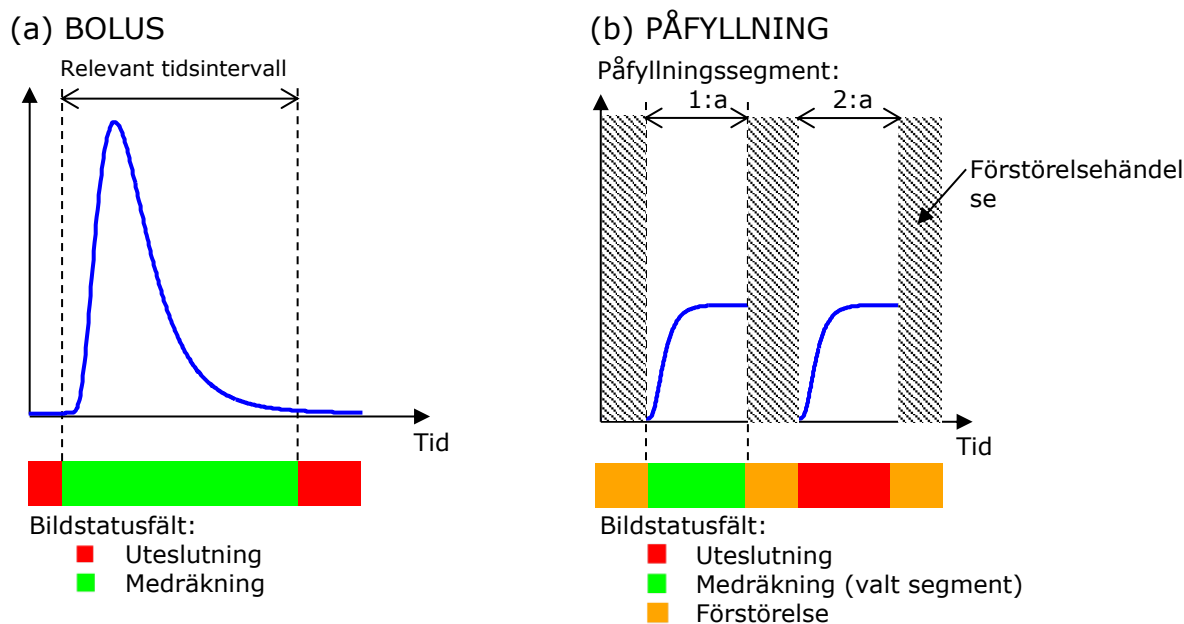 (a) BOLUS
Relevant tidsintervall
Tid
Bildstatusfält:
Uteslutning
Medräkning
(b) PÅFYLLNING
Påfyllningssegment:
1:a
2:a
Förstörelsehändel
se
Tid
Bildstatusfält:
Uteslutning
Medräkning (valt segment)
Förstörelse